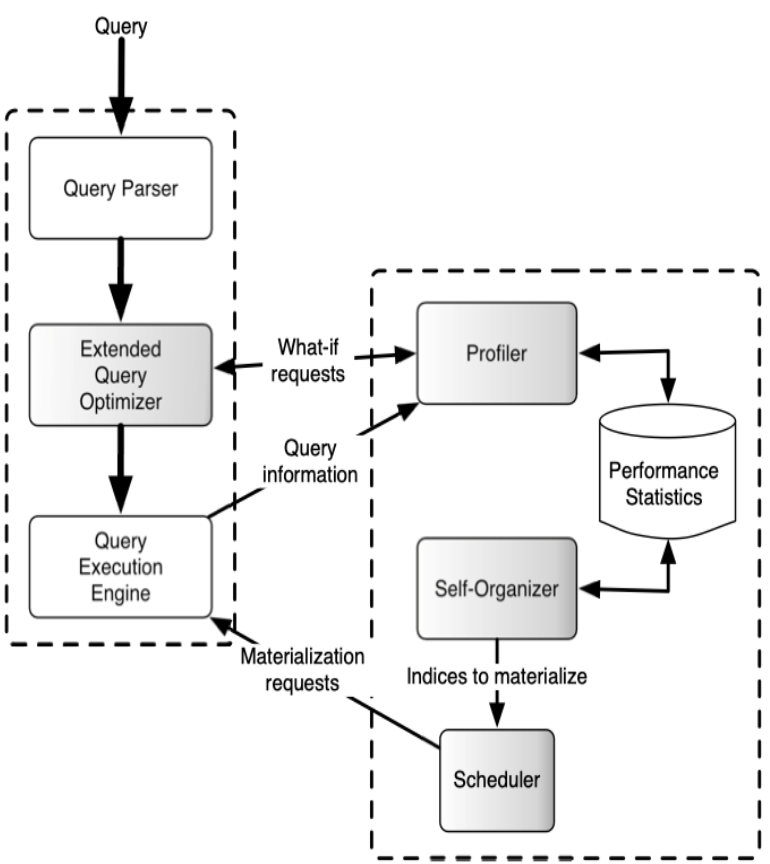 Query
Query Parser
Extended
Query
Optimizer
What-if
requests
Profiler
Query
information
Performance
Statistics
Query
Execution
Engine
Self-Organizer
Materialization
requests
Indices to materialize
Scheduler